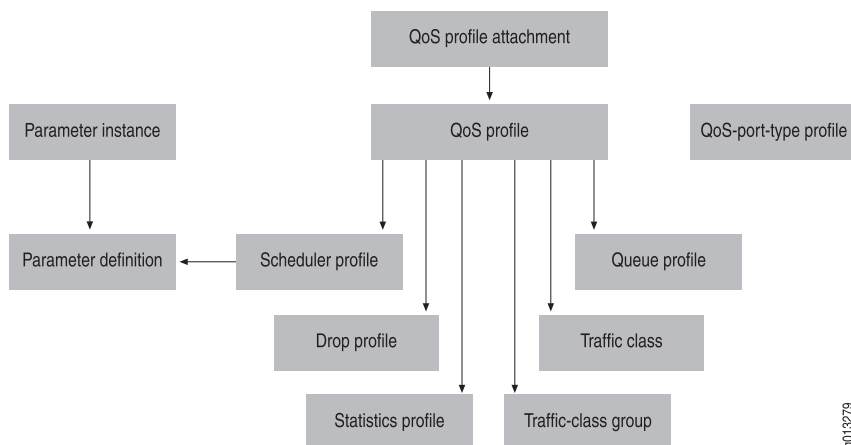 QoS profile attachment
Parameter instance
QoS profile
QoS-port-type profile
Parameter definition
Scheduler profile
Queue profile
Drop profile
Traffic class
Statistics profile
Traffic-class group